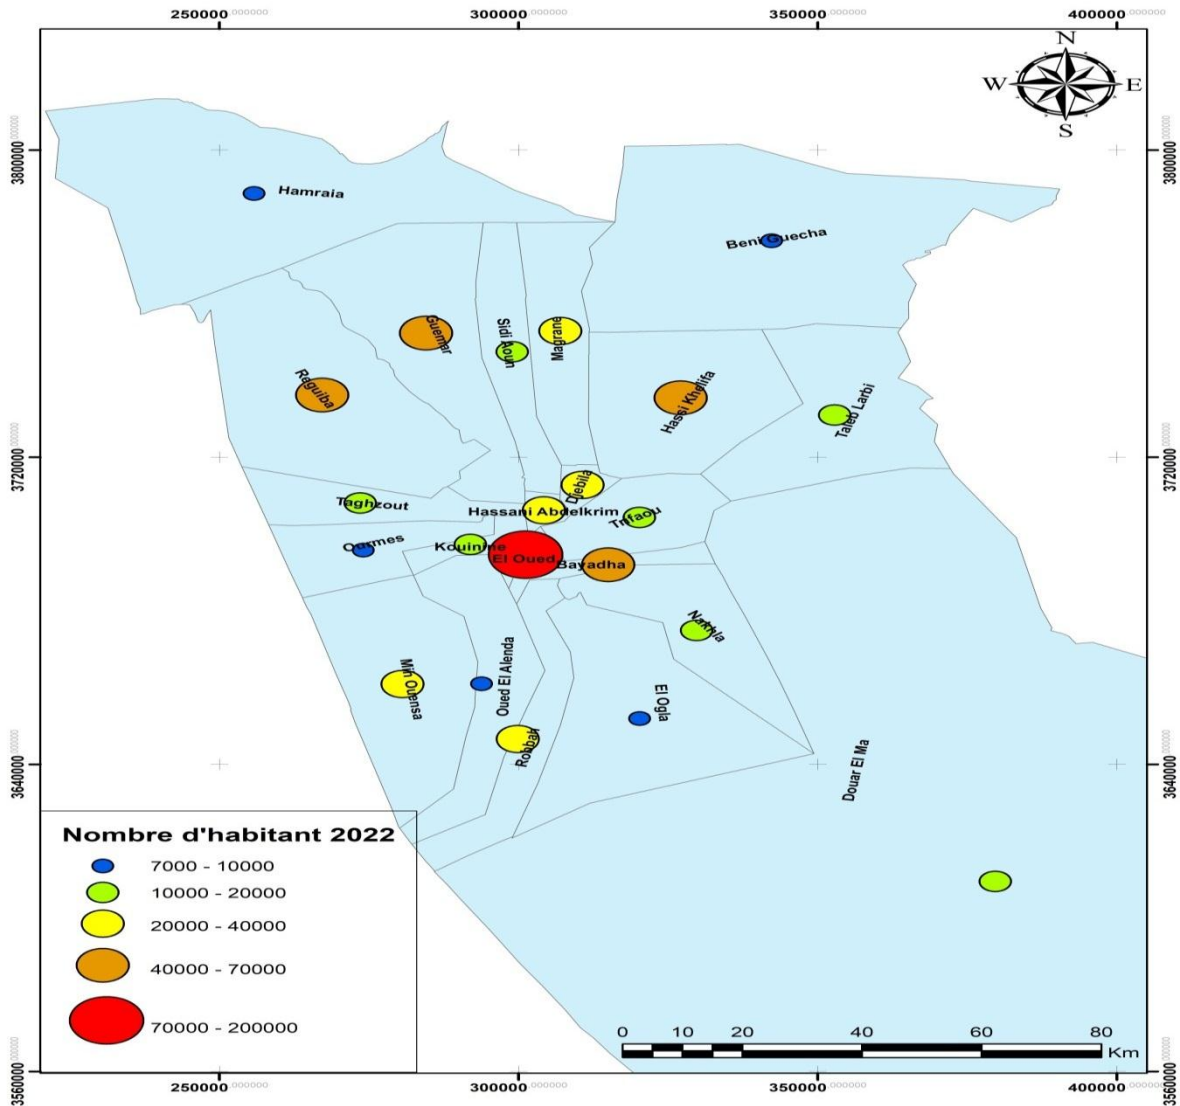 250000.000000 300000.000000 350000.000000 400000.000000
N
W E
S
3800000.000000 3800000.000000
Hamraia
Beni Guecha
Guemar
Sidi Aoun
Magrane
Reguiba
Hassi Khelifa
Taleb Larbi
3720000.000000 3720000.000000
Djebila
Taghzout
Hassani Abdelkrim
Trifaou
Ourmes
Kouinine
El Oued
Bayadha
Nakhla
Min Ouensa
Oued El Alenda
El Ogla
Robbah
3640000.000000 3640000.000000
Douar El Ma
Nombre d'habitant 2022
7000 - 10000
10000 - 20000
20000 - 40000
40000 - 70000
70000 - 200000
0 10 20 40 60 80
Km
3560000.000000 3560000.000000
250000.000000 300000.000000 350000.000000 400000.000000